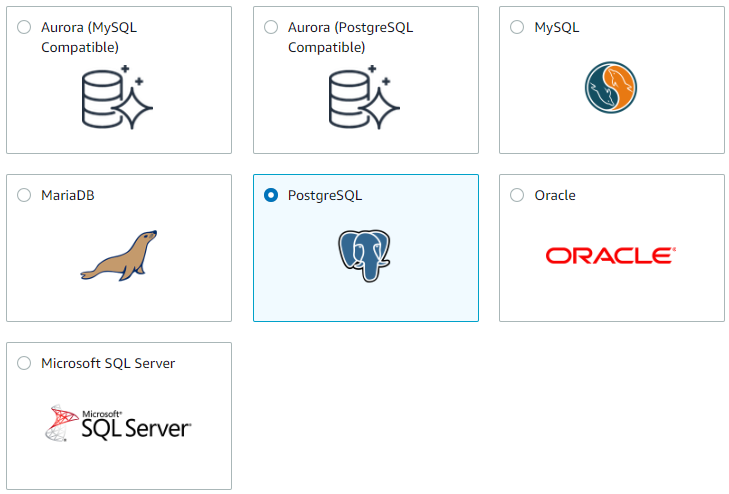 Aurora (MySQL
Compatible)
Aurora (PostgreSQL
Compatible)
MySQL
MariaDB
PostgreSQL
Oracle
ORACLE®
Microsoft SQL Server
Microsoft®
SQL Server®